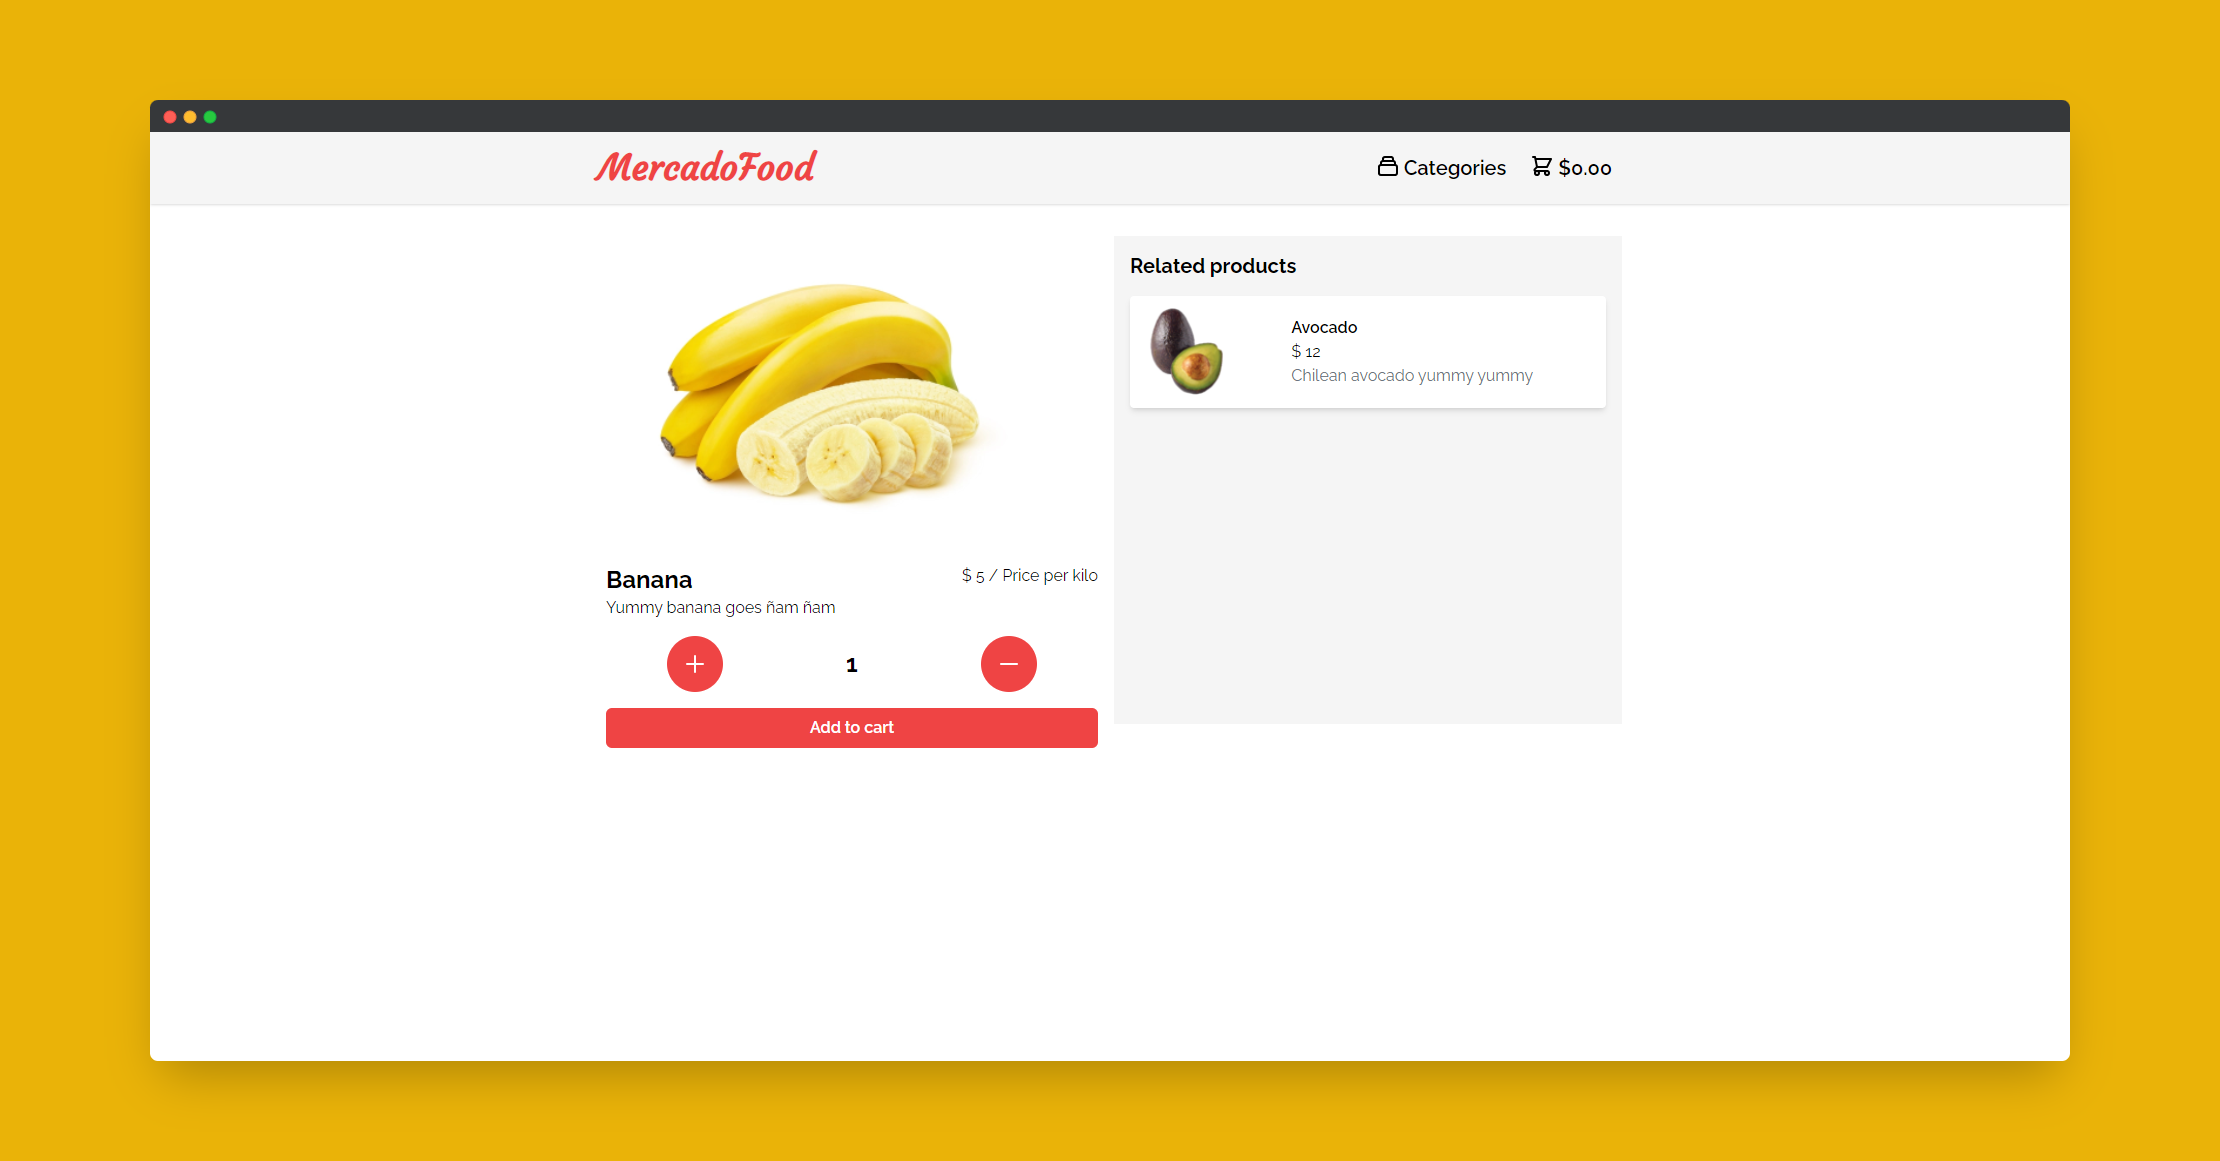 MercadoFood
Categories
$0.00
Banana
$ 5 / Price per kilo
Yummy banana goes ñam ñam
1
Add to cart
Related products
Avocado
$ 12
Chilean avocado yummy yummy